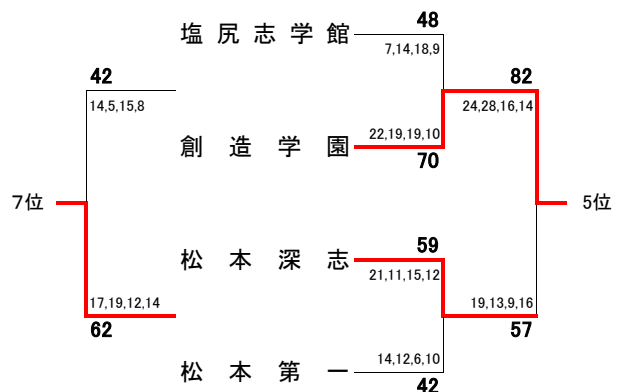 塩尻志学館
48
7,14,18,9
42
14,5,15,8
82
24,28,16,14
創造学園
22,19,19,10
70
7位
5位
松本深志
59
21,11,15,12
17,19,12,14
62
19,13,9,16
57
松本第一
14,12,6,10
42